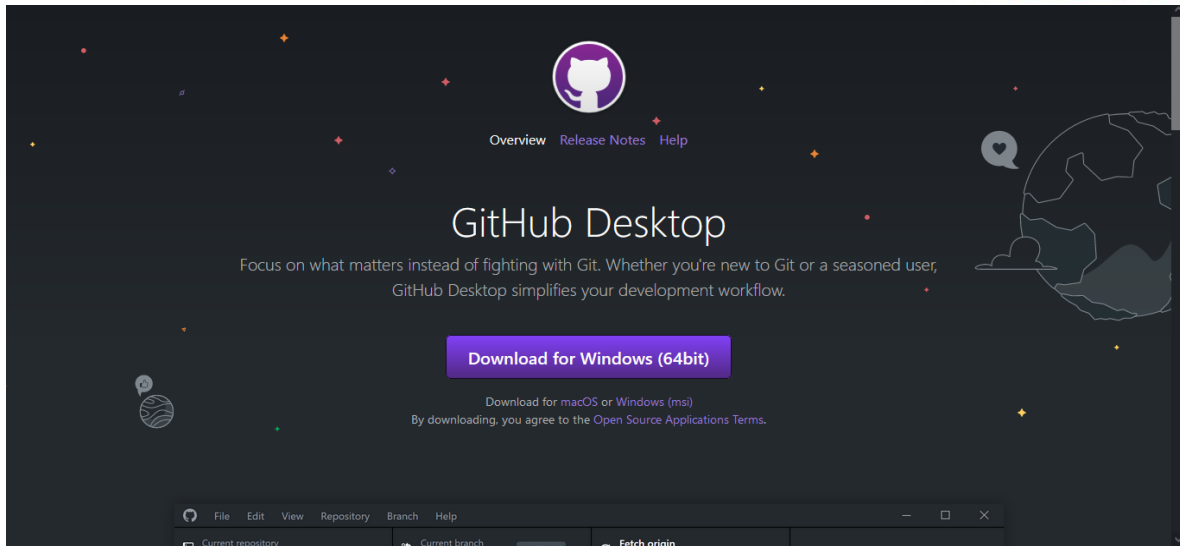 Overview Release Notes Help
GitHub Desktop
Focus on what matters instead of fighting with Git. Whether you're new to Git or a seasoned user,
GitHub Desktop simplifies your development workflow.
Download for Windows (64bit)
Download for macOS or Windows (msi)
By downloading, you agree to the Open Source Applications Terms.
File Edit View Repository Branch Help
Current repository Current branch Fetch origin